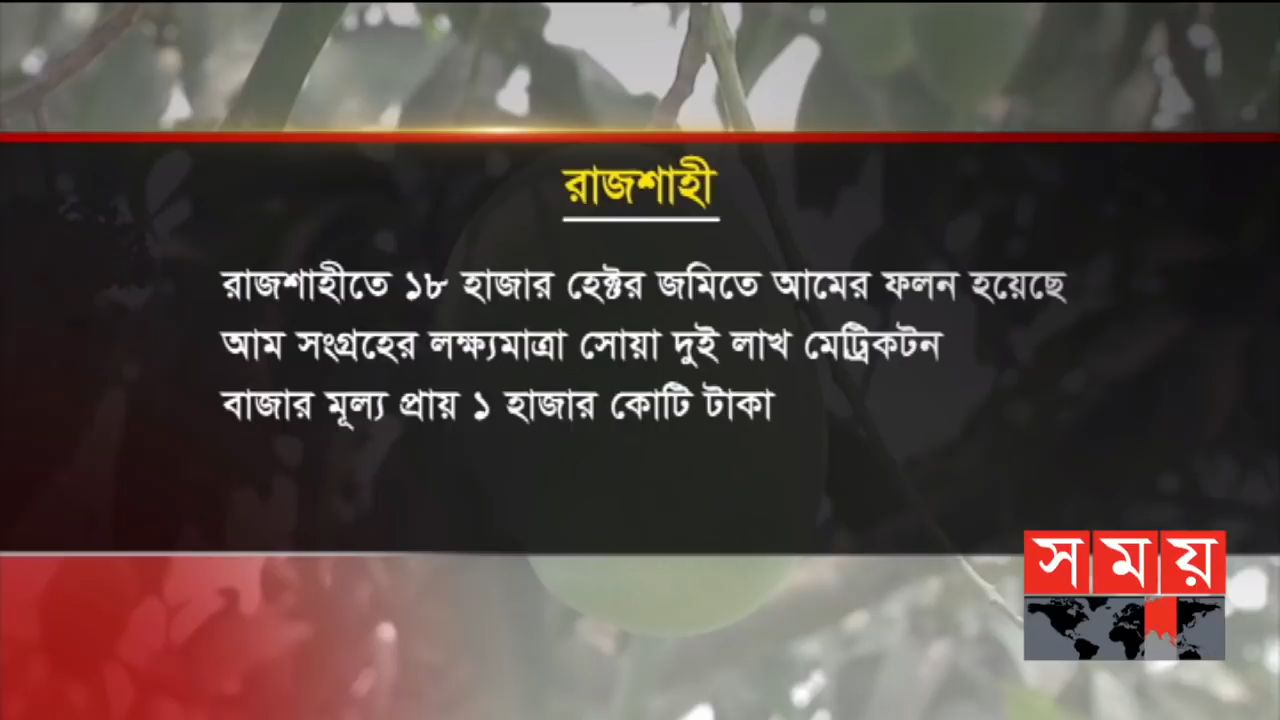 রাজশাহী
রাজশাহীতে ১৮ হাজার হেক্টর জমিতে আমের ফলন হয়েছে
আম সংগ্রহের লক্ষ্যমাত্রা সোয়া দুই লাখ মেট্রিকটন
বাজার মূল্য প্রায় ১ হাজার কোটি টাকা
সময়